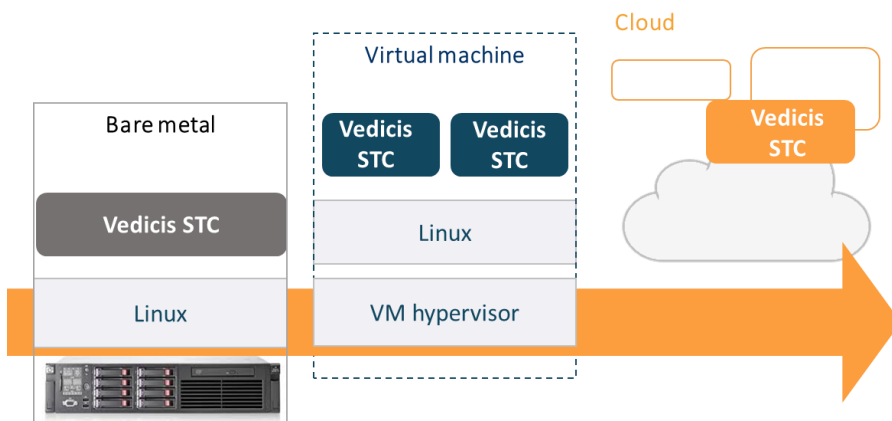 Cloud
Virtual machine
Bare metal
Vedicis
STC
Vedicis
STC
Vedicis
STC
Vedicis STC
Linux
Linux
VM hypervisor